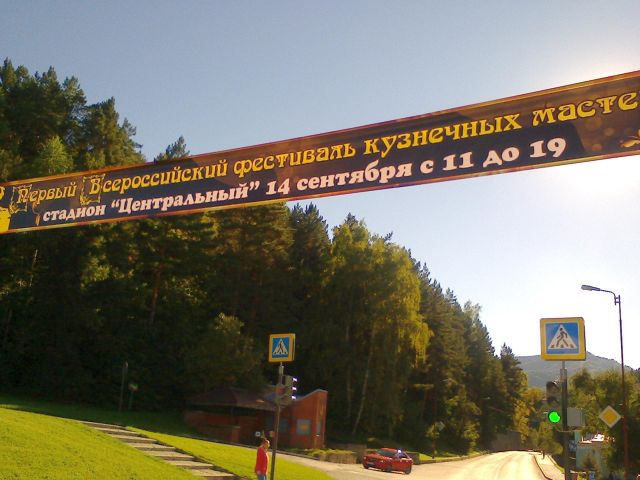 Первый Всероссийский фестиваль кузнечных масте
стадион "Центральный" 14 сентября с 11 до 19